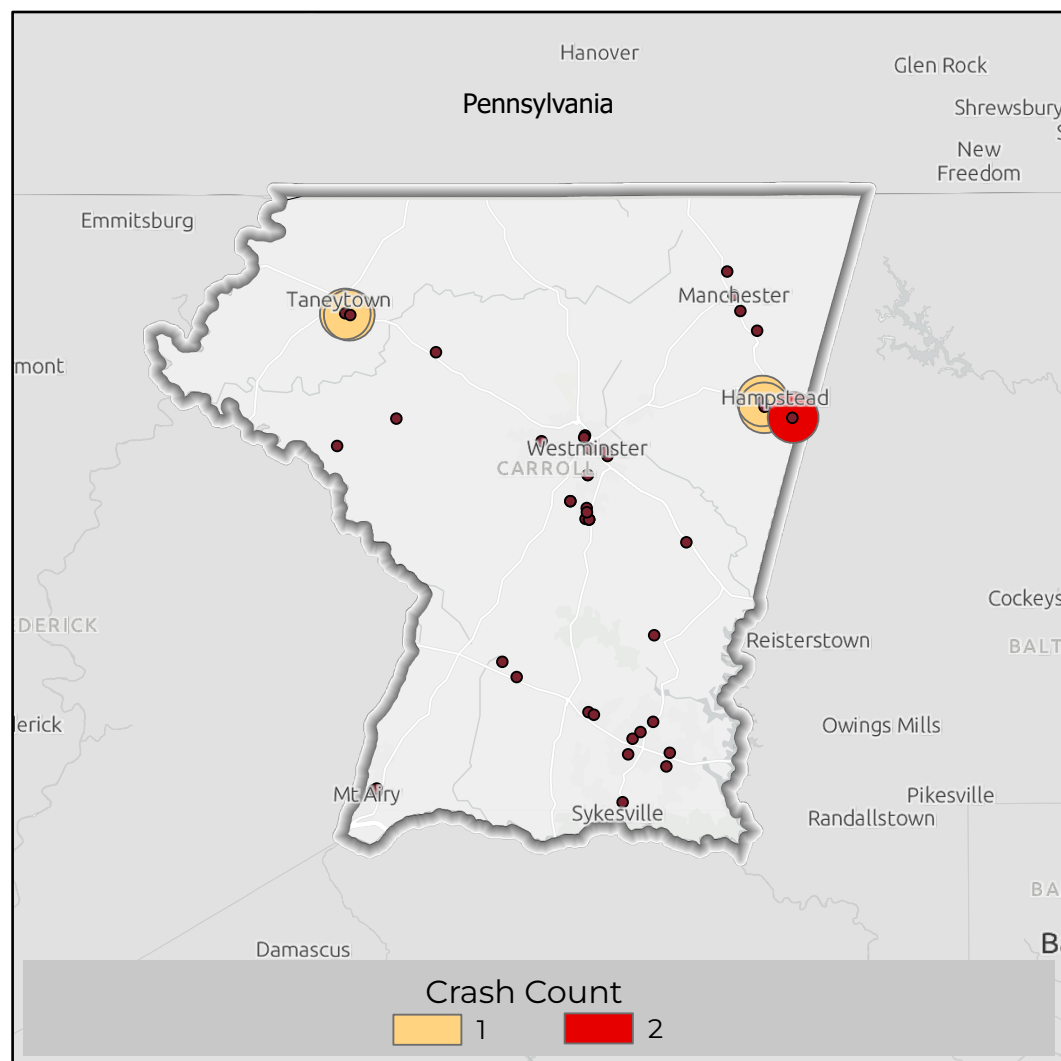 Hanover
Glen Rock
Pennsylvania
Shrewsbury
New
Freedom
Emmitsburg
Taneytown
Manchester
mont
Hampstead
Westminster
CARROLL
Cockeys
DERICK
Reisterstown
BALT
lerick
Owings Mills
Mt Airy
Pikesville
Sykesville
Randallstown
BA
Damascus
B
Crash Count
1
2